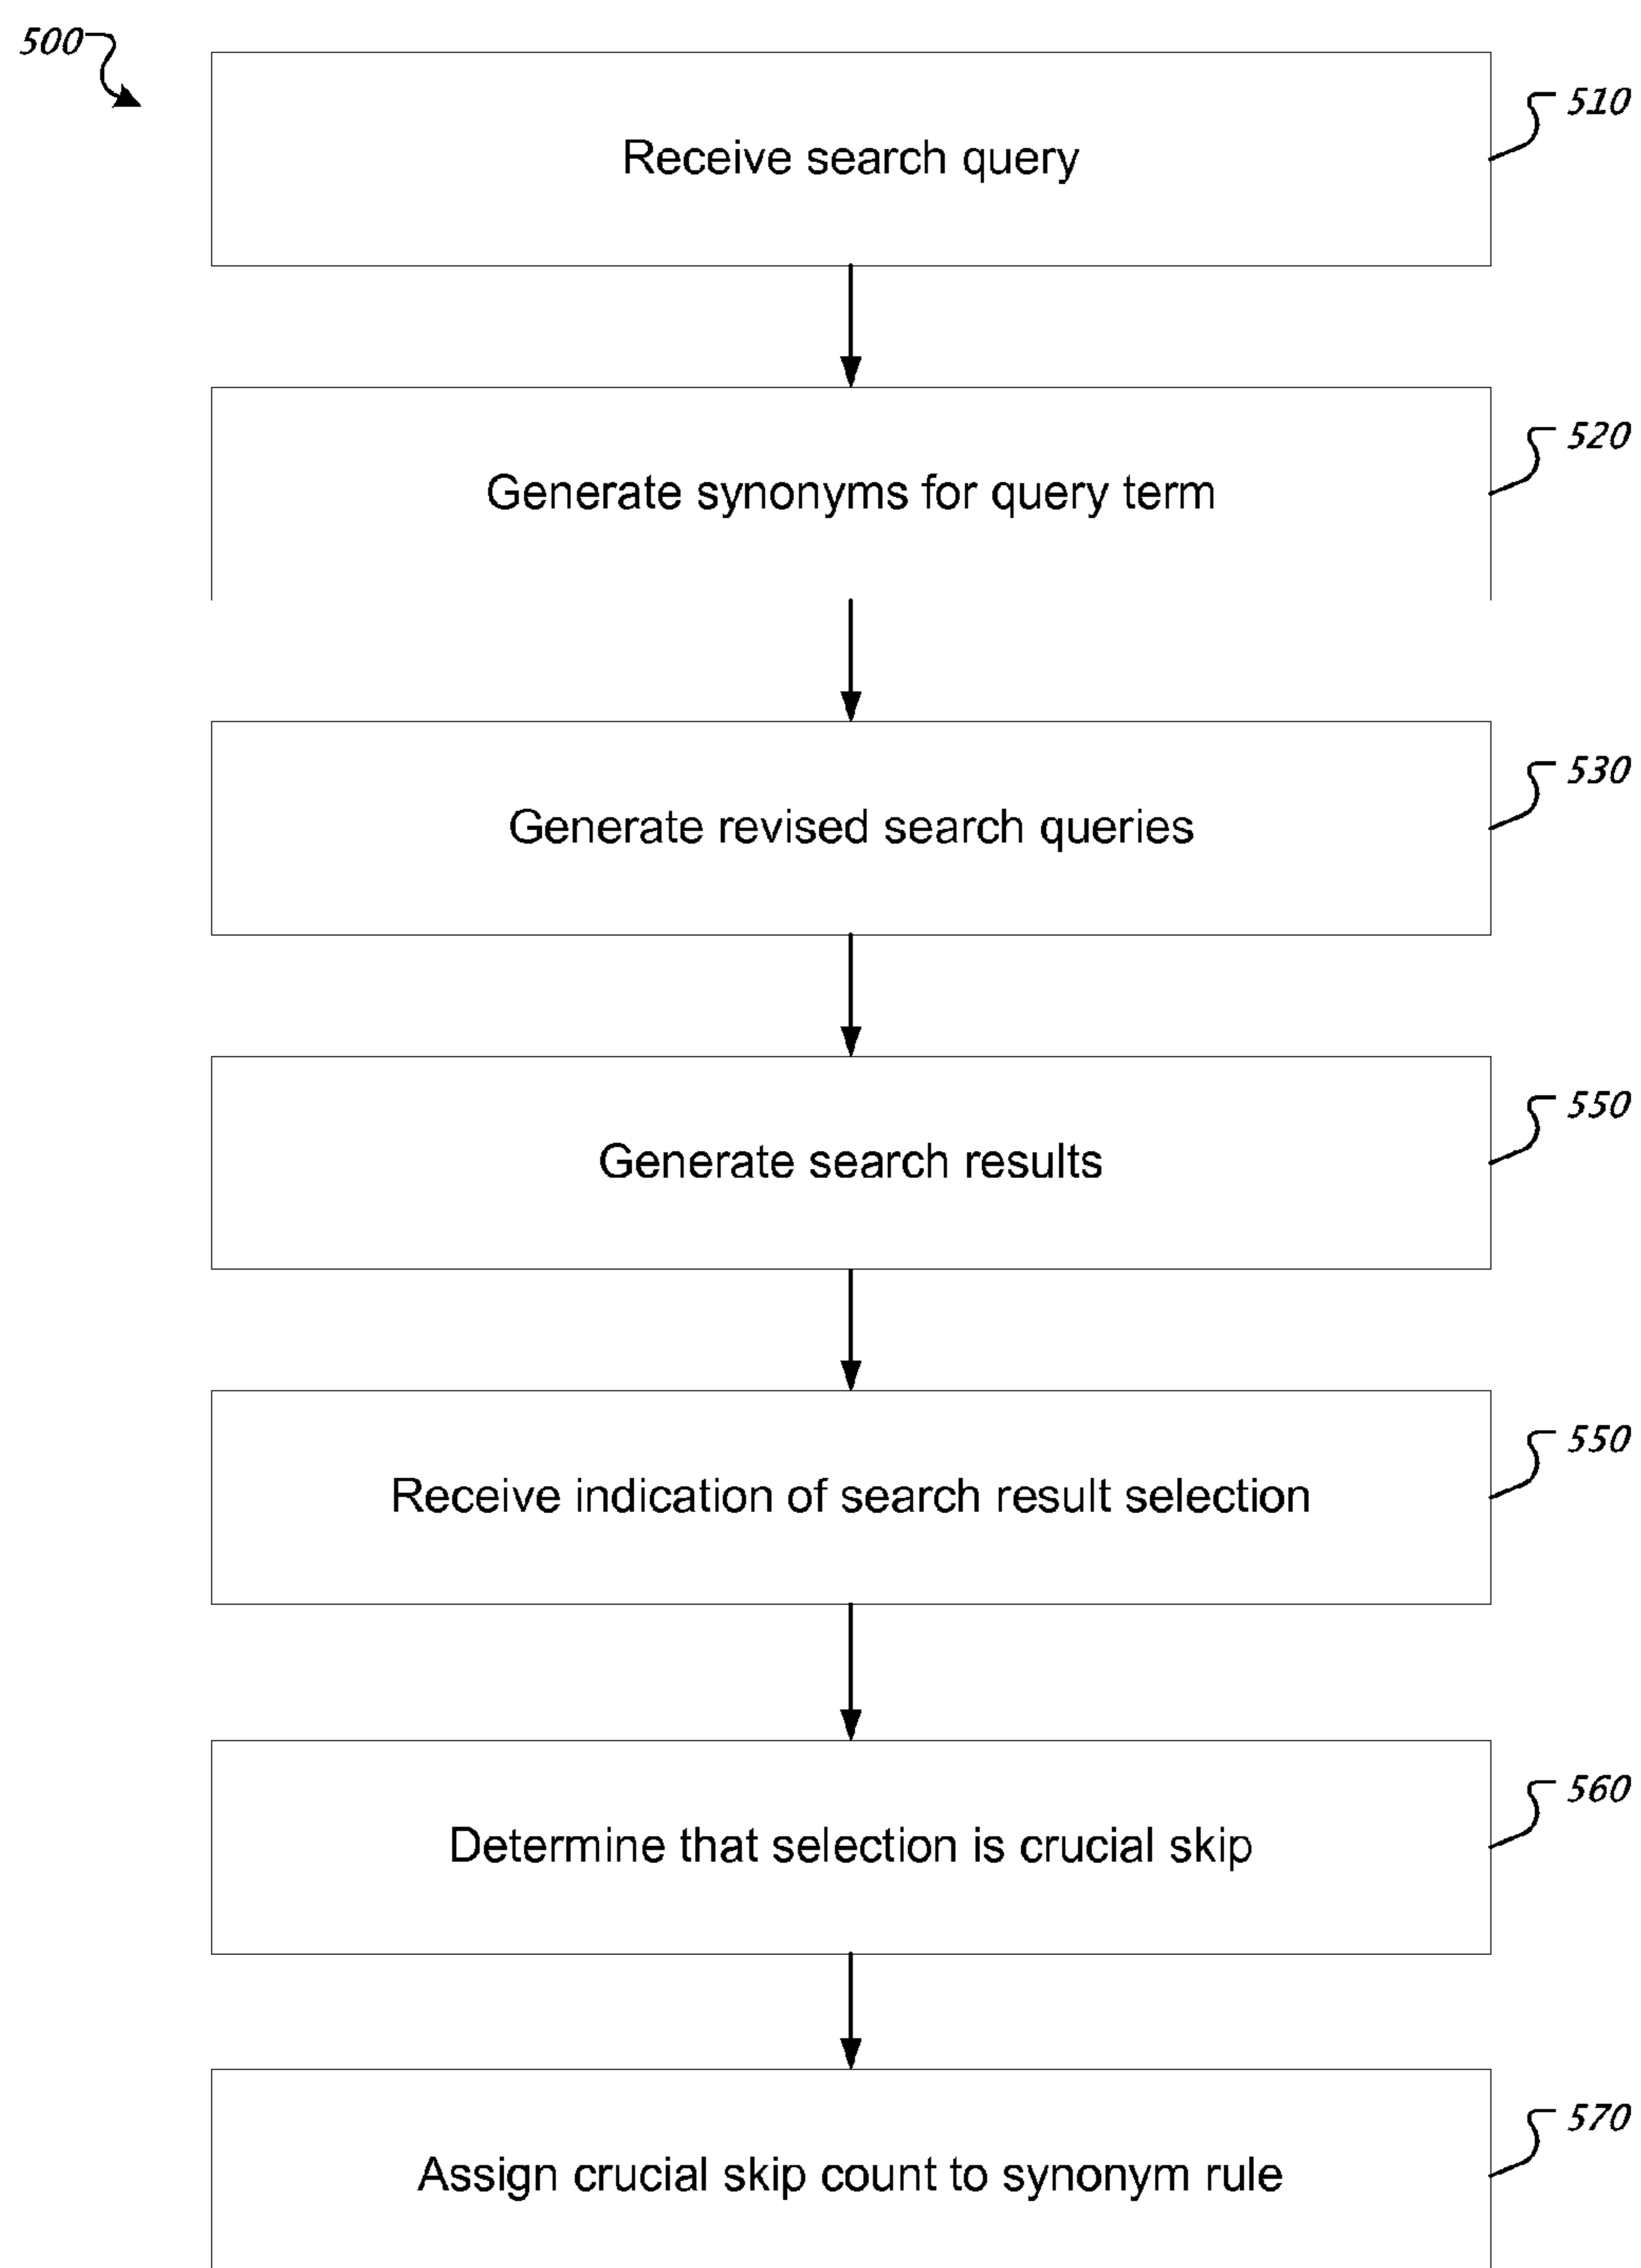 500
510
Receive search query
520
Generate synonyms for query term
530
Generate revised search queries
550
Generate search results
550
Receive indication of search result selection
560
Determine that selection is crucial skip
570
Assign crucial skip count to synonym rule